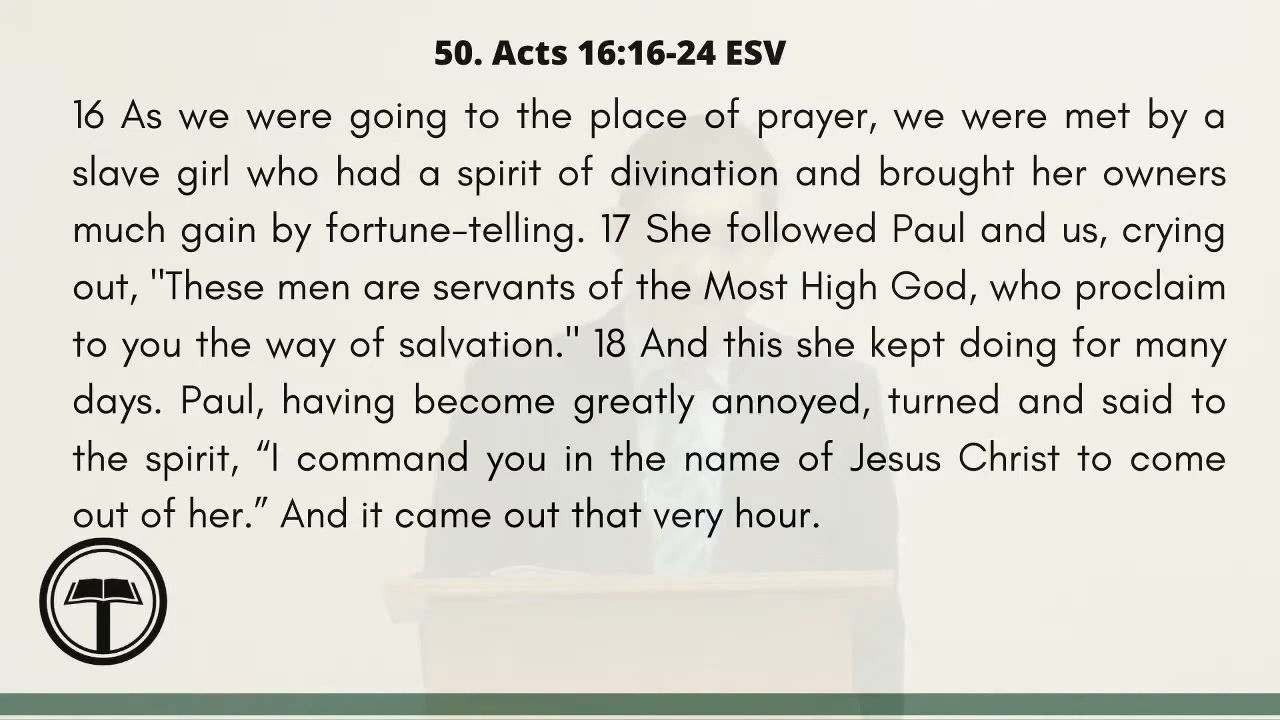 50. Acts 16:16-24 ESV
16 As we were going to the place of prayer, we were met by a
slave girl who had a spirit of divination and brought her owners
much gain by fortune-telling. 17 She followed Paul and us, crying
out, "These men are servants of the Most High God, who proclaim
to you the way of salvation." 18 And this she kept doing for many
days. Paul, having become greatly annoyed, turned and said to
the spirit, “I command you in the name of Jesus Christ to come
out of her.” And it came out that very hour.